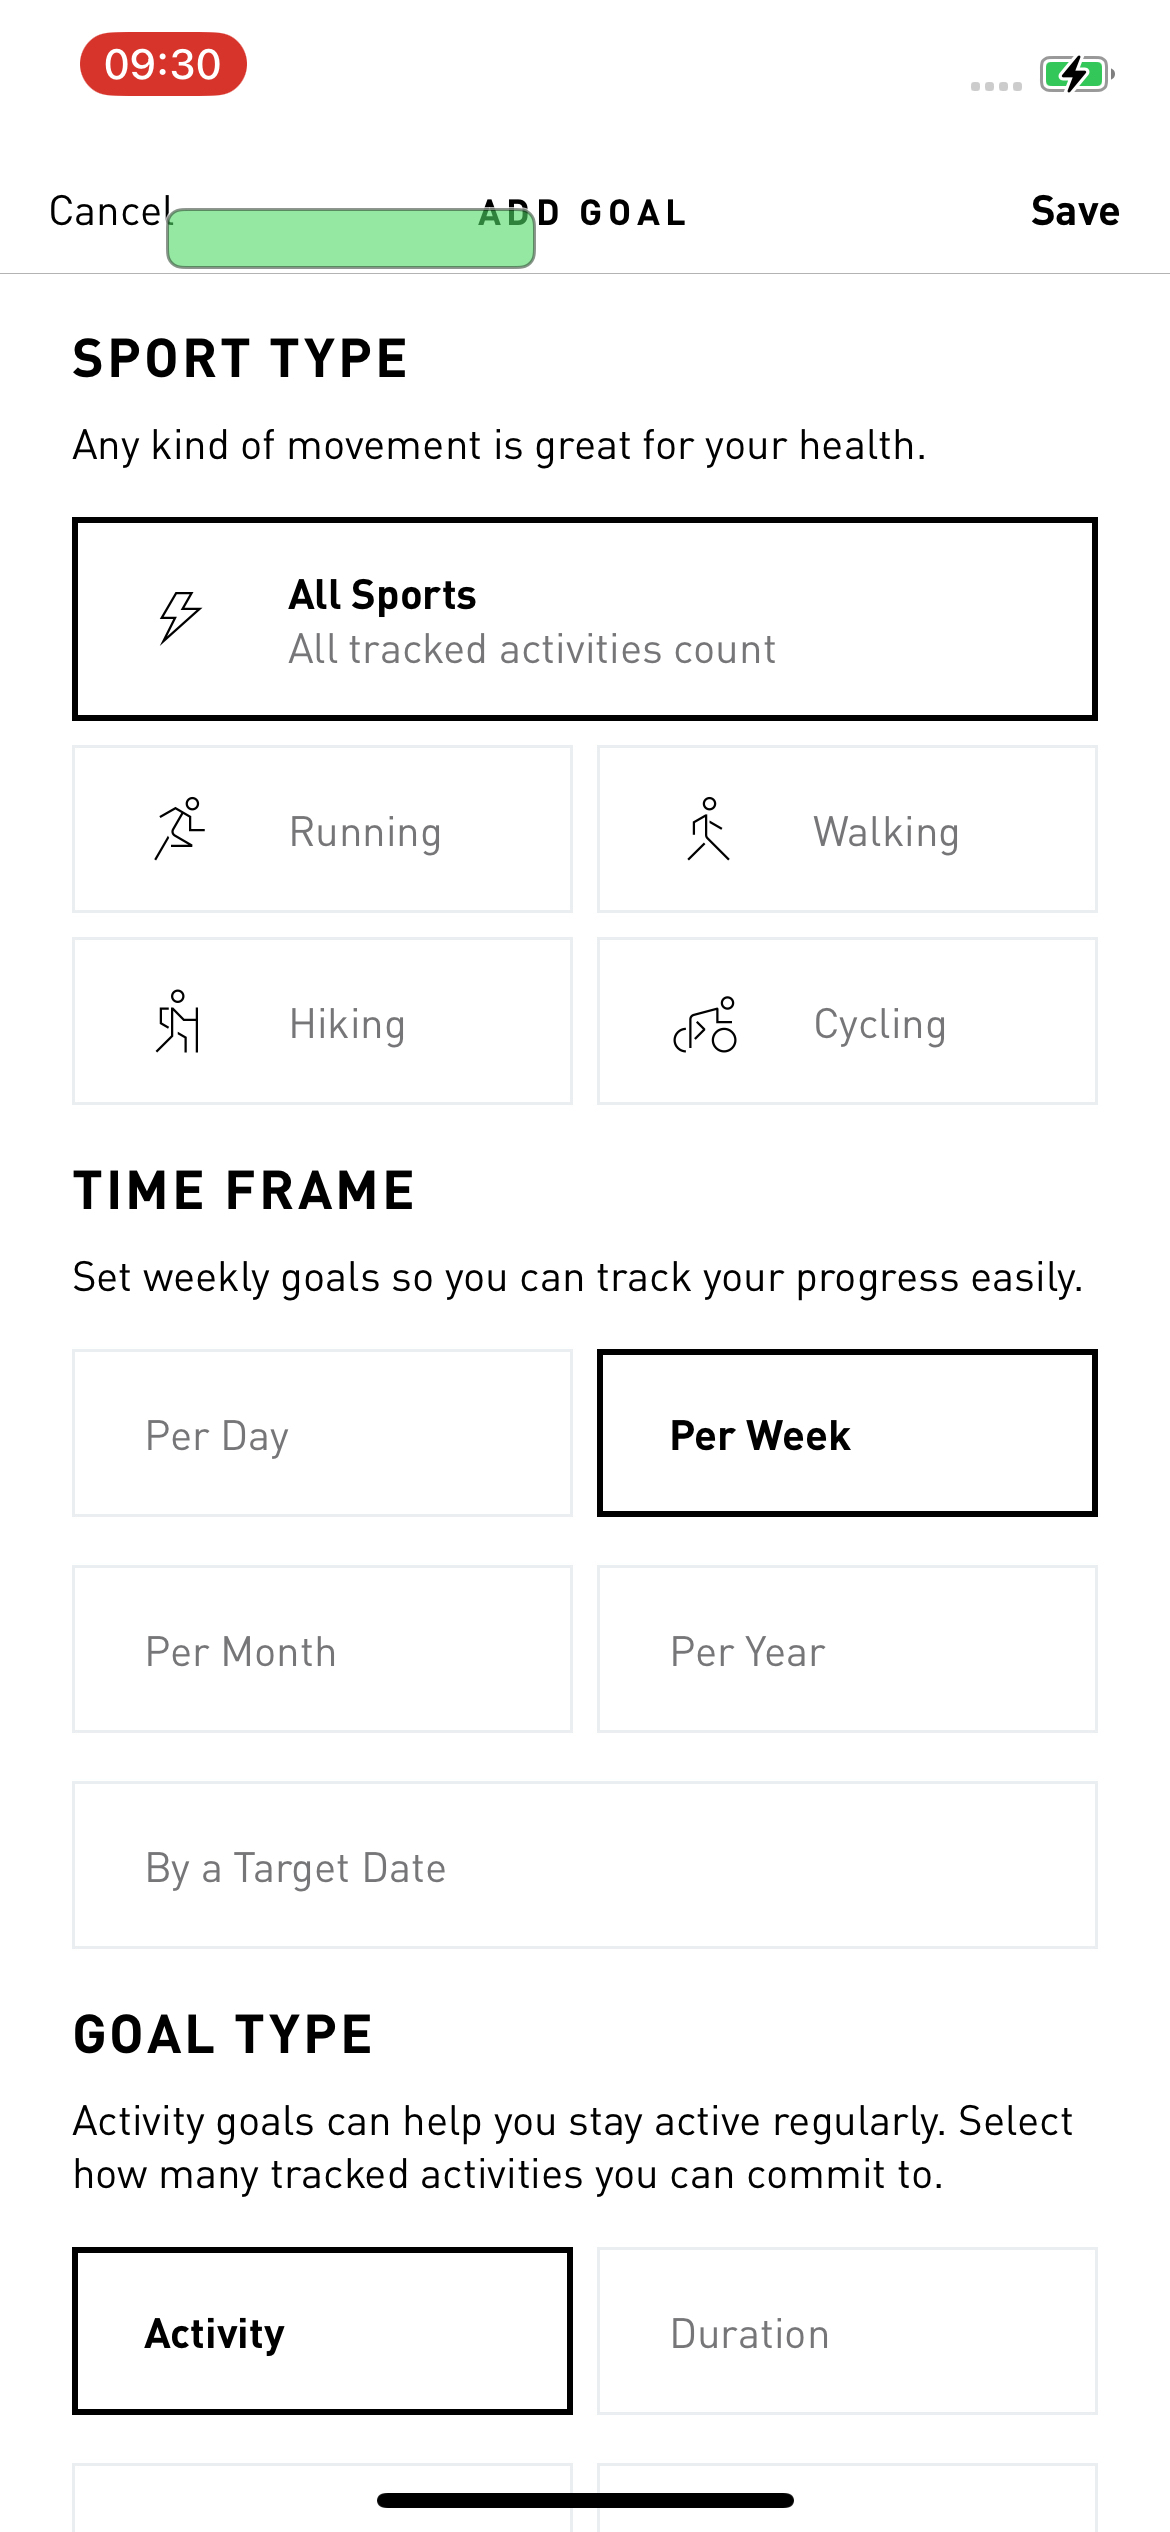 09:30
Cancel
ADD GOAL
Save
SPORT TYPE
Any kind of movement is great for your health.
All Sports
All tracked activities count
Running
Walking
Hiking
Cycling
TIME FRAME
Set weekly goals so you can track your progress easily.
Per Day
Per Week
Per Month
Per Year
By a Target Date
GOAL TYPE
Activity goals can help you stay active regularly. Select
how many tracked activities you can commit to.
Activity
Duration